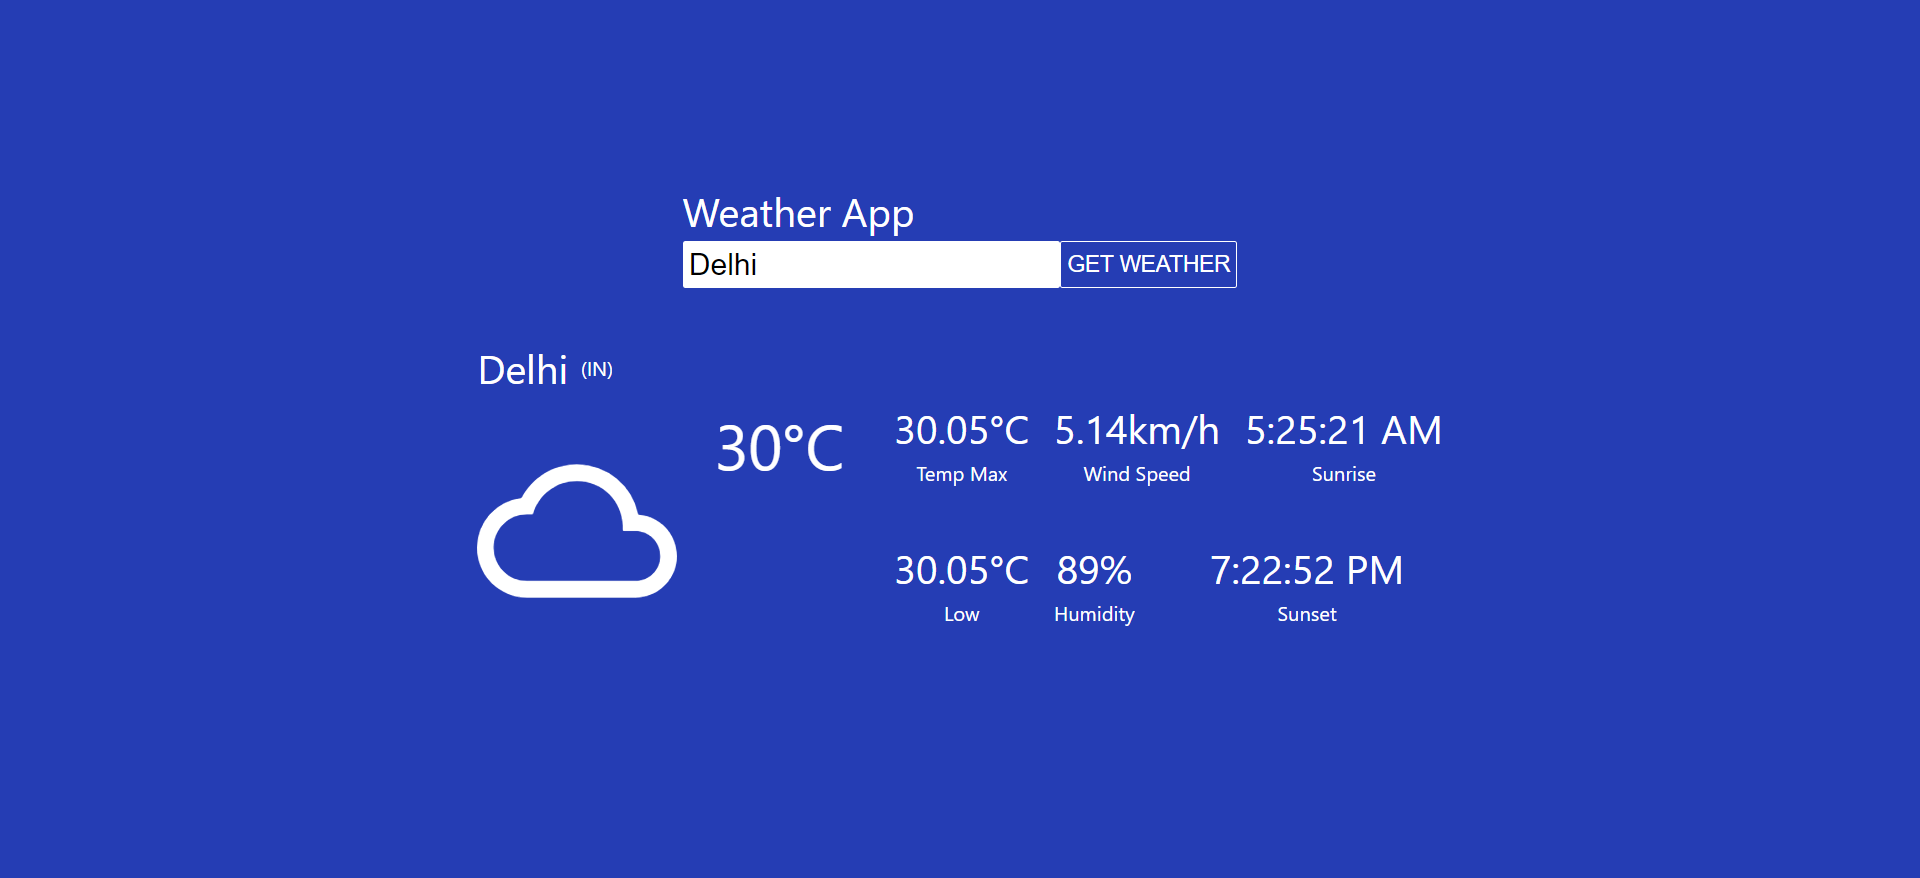 Weather App
Delhi
GET WEATHER
Delhi (IN)
30°C
30.05°C 5.14km/h 5:25:21 AM
Temp Max Wind Speed Sunrise
30.05°C 89% 7:22:52 PM
Low Humidity Sunset